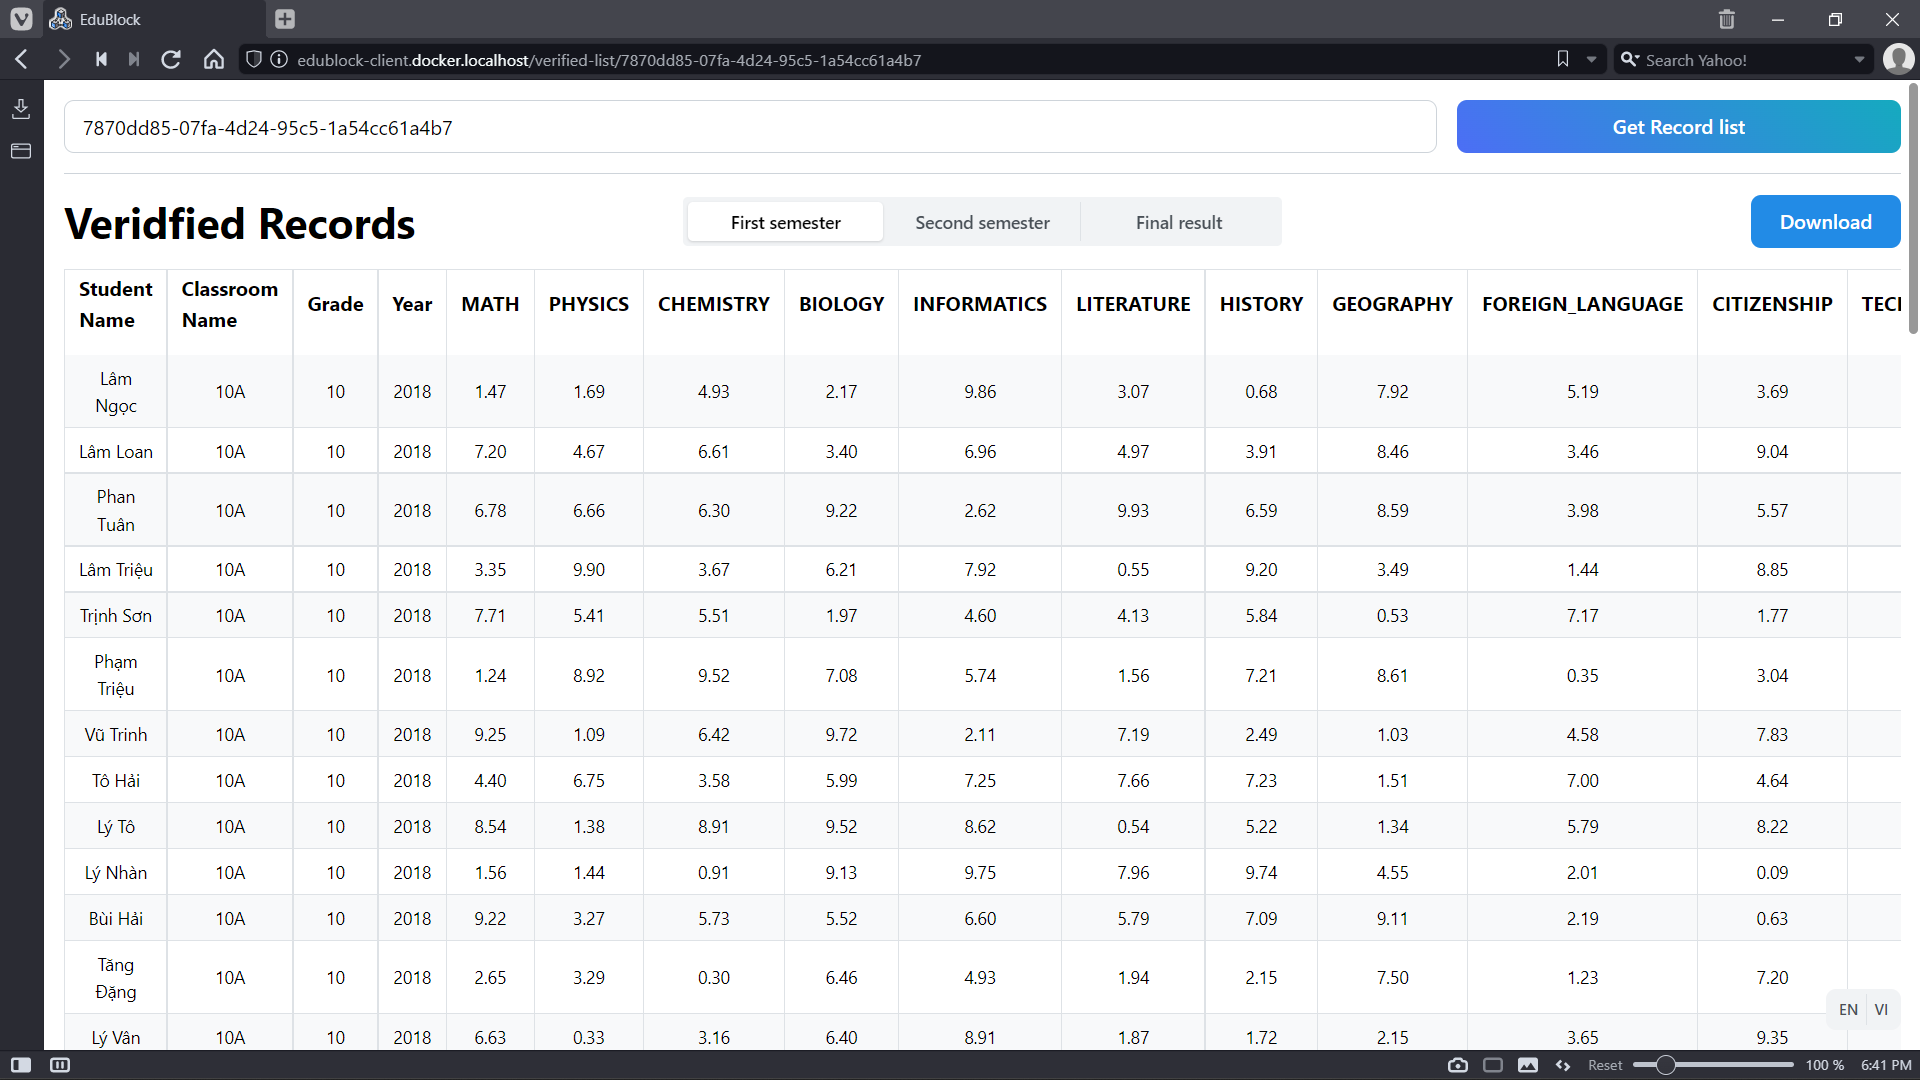 EduBlock
edublock-client.docker.localhost/verified-list/7870dd85-07fa-4d24-95c5-1a54cc61a4b7
Search Yahoo!
7870dd85-07fa-4d24-95c5-1a54cc61a4b7
Get Record list
Veridfied Records
First semester
Second semester
Final result
Download
Student Name Classroom Name Grade Year MATH PHYSICS CHEMISTRY BIOLOGY INFORMATICS LITERATURE HISTORY GEOGRAPHY FOREIGN_LANGUAGE CITIZENSHIP
Lâm Ngọc 10A 10 2018 1.47 1.69 4.93 2.17 9.86 3.07 0.68 7.92 5.19 3.69
Lâm Loan 10A 10 2018 7.20 4.67 6.61 3.40 6.96 4.97 3.91 8.46 3.46 9.04
Phan Tuân 10A 10 2018 6.78 6.66 6.30 9.22 2.62 9.93 6.59 8.59 3.98 5.57
Lâm Triệu 10A 10 2018 3.35 9.90 3.67 6.21 7.92 0.55 9.20 3.49 1.44 8.85
Trịnh Sơn 10A 10 2018 7.71 5.41 5.51 1.97 4.60 4.13 5.84 0.53 7.17 1.77
Phạm Triệu 10A 10 2018 1.24 8.92 9.52 7.08 5.74 1.56 7.21 8.61 0.35 3.04
Vũ Trinh 10A 10 2018 9.25 1.09 6.42 9.72 2.11 7.19 2.49 1.03 4.58 7.83
Tô Hải 10A 10 2018 4.40 6.75 3.58 5.99 7.25 7.66 7.23 1.51 7.00 4.64
Lý Tô 10A 10 2018 8.54 1.38 8.91 9.52 8.62 0.54 5.22 1.34 5.79 8.22
Lý Nhàn 10A 10 2018 1.56 1.44 0.91 9.13 9.75 7.96 9.74 4.55 2.01 0.09
Bùi Hải 10A 10 2018 9.22 3.27 5.73 5.52 6.60 5.79 7.09 9.11 2.19 0.63
Tăng Đặng 10A 10 2018 2.65 3.29 0.30 6.46 4.93 1.94 2.15 7.50 1.23 7.20
Lý Vân 10A 10 2018 6.63 0.33 3.16 6.40 8.91 1.87 1.72 2.15 3.65 9.35
EN VI
Reset 100 % 6:41 PM